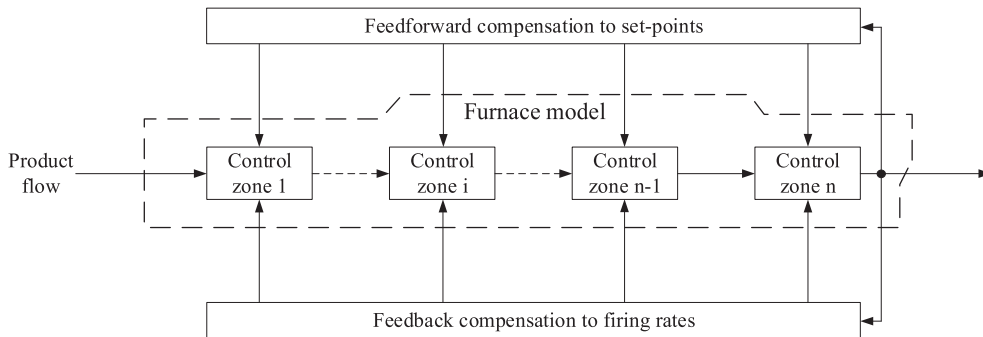 Feedforward compensation to set-points
Furnace model
Product
flow
Control
zone 1
Control
zone i
Control
zone n-1
Control
zone n
Feedback compensation to firing rates